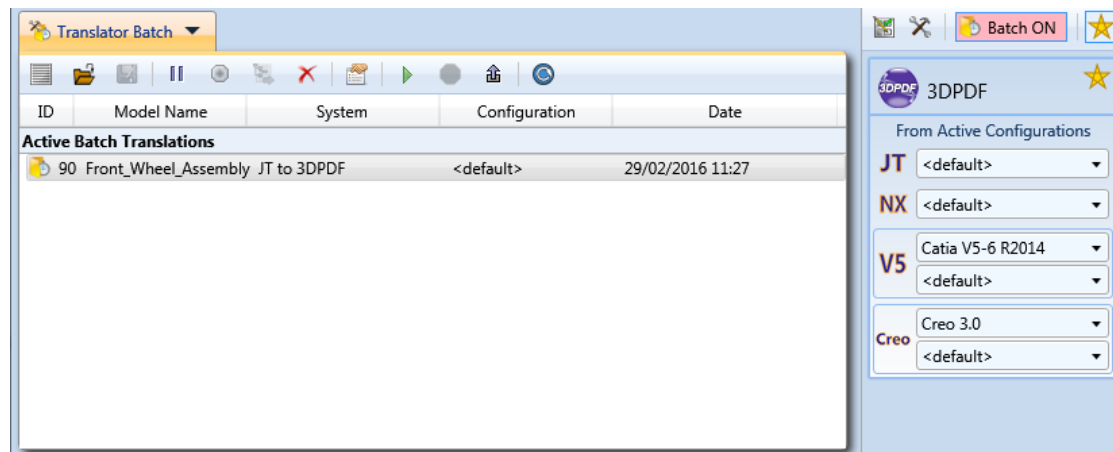 Translator Batch
Batch ON
ID Model Name System Configuration Date
Active Batch Translations
90 Front_Wheel_Assembly JT to 3DPDF <default> 29/02/2016 11:27
3DPDF 3DPDF
From Active Configurations
JT <default>
NX <default>
V5 Catia V5-6 R2014
<default>
Creo Creo 3.0
<default>